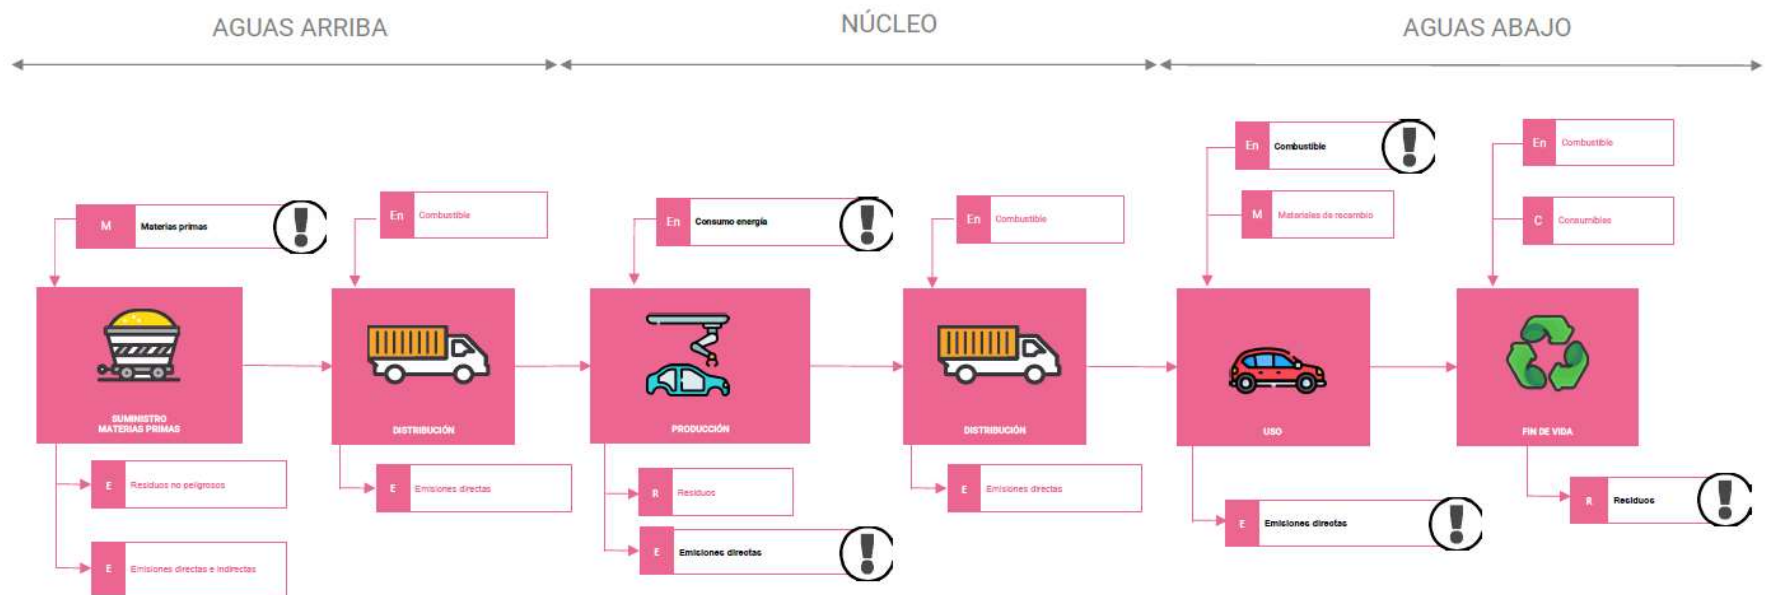 AGUAS ARRIBA
NÚCLEO
AGUAS ABAJO
M Materias primas
En Combustible
En Consumo energía
En Combustible
En Combustible
M Materiales de recambio
En Combustible
C Consumibles
SUMINISTRO
MATERIAS PRIMAS
DISTRIBUCIÓN
PRODUCCIÓN
DISTRIBUCIÓN
USO
FIN DE VIDA
E Residuos no peligrosos
E Emisiones directas e indirectas
E Emisiones directas
R Residuos
E Emisiones directas
E Emisiones directas
E Emisiones directas
R Residuos